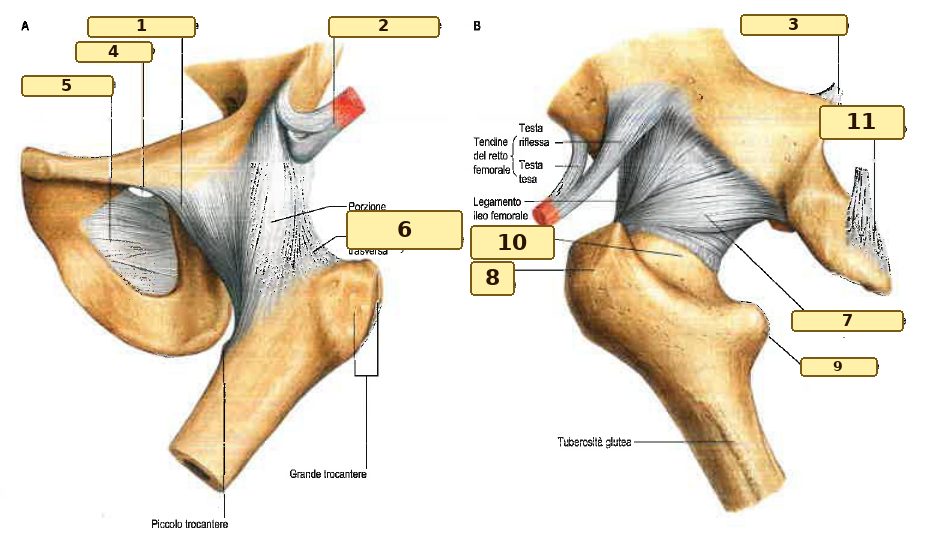 A
1
2
4
5
Porzione
6
trasversa
Grande trocantere
Piccolo trocantere
B
3
11
Testa
riflessa
Tendine
del retto
femorale
Testa
tesa
Legamento
ileo femorale
10
8
7
9
Tuberosità glutea